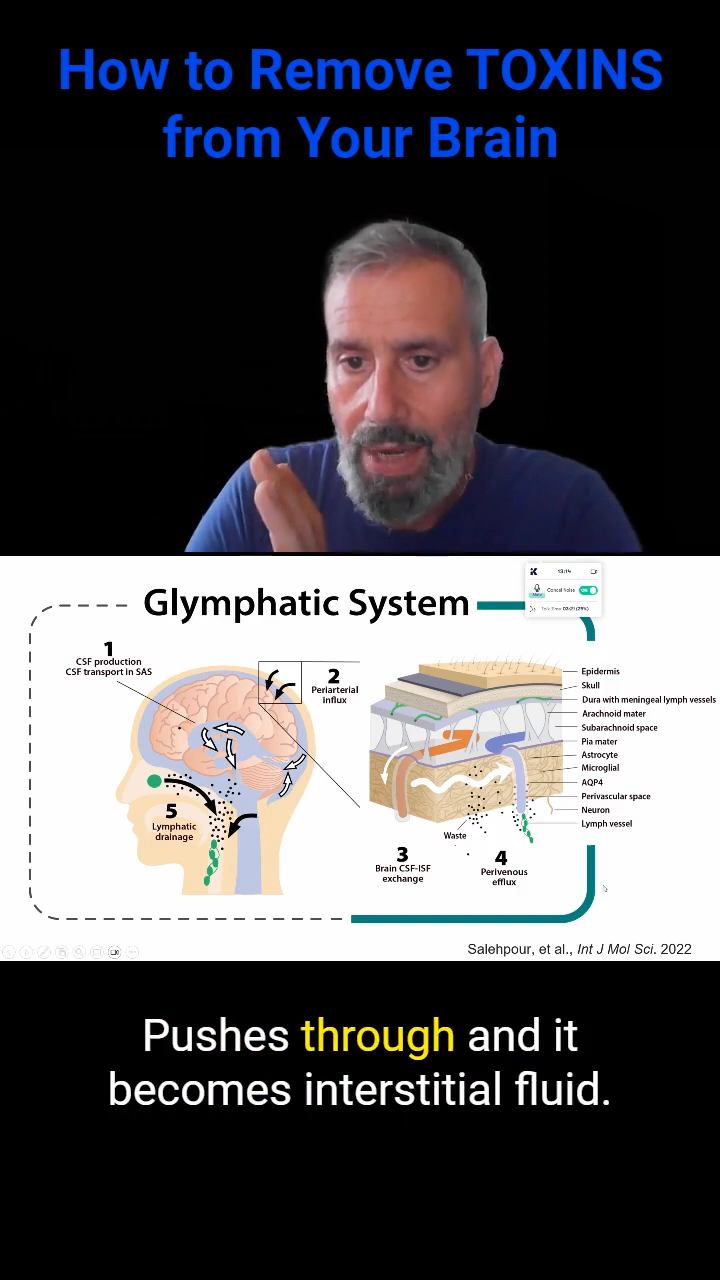 How to Remove TOXINS
from Your Brain
Glymphatic System
Cancel Noise
ON
1
CSF production
CSF transport in SAS
2
Periarterial
influx
Epidermis
Skull
Dura with meningeal lymph vessels
Arachnoid mater
Subarachnoid space
Pia mater
Astrocyte
Microglial
AQP4
Perivascular space
Neuron
Lymph vessel
5
Lymphatic
drainage
Waste
3
Brain CSF-ISF
exchange
4
Perivenous
efflux
Salehpour, et al., Int J Mol Sci. 2022
Pushes through and it
becomes interstitial fluid.